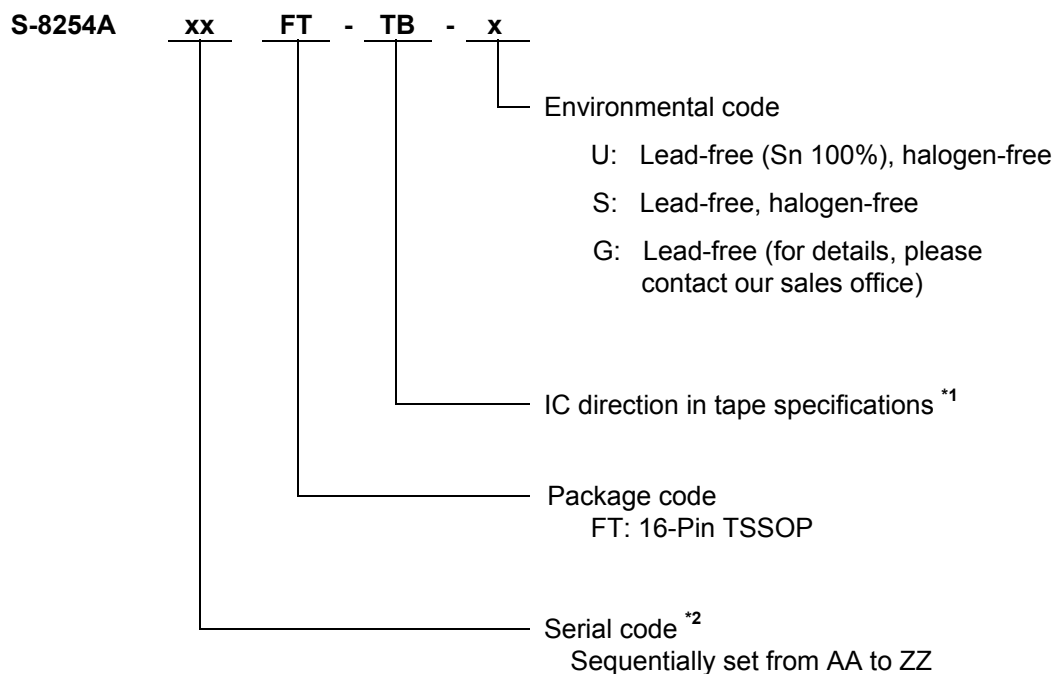 S-8254A xx FT - TB - x
Environmental code
U: Lead-free (Sn 100%), halogen-free
S: Lead-free, halogen-free
G: Lead-free (for details, please
contact our sales office)
IC direction in tape specifications *1
Package code
FT: 16-Pin TSSOP
Serial code *2
Sequentially set from AA to ZZ